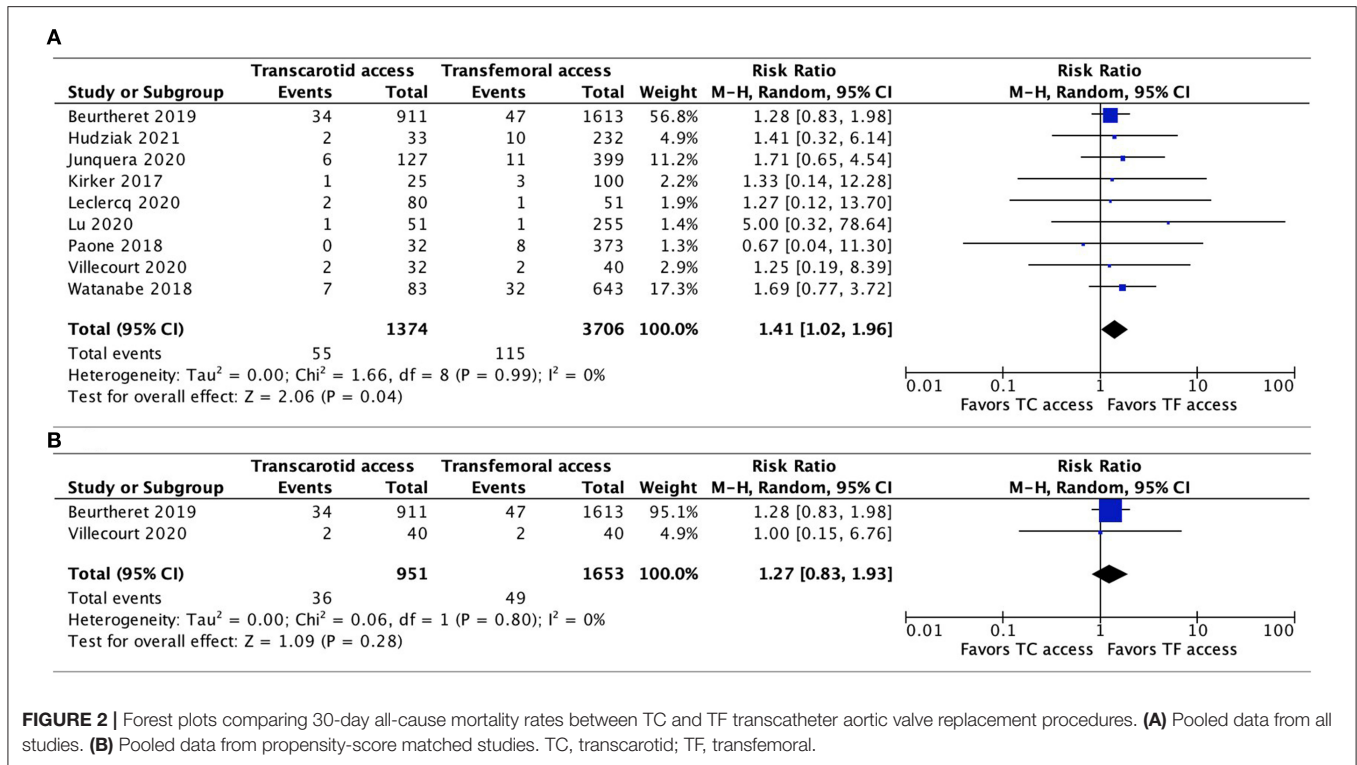 A
Transcarotid access Transfemoral access Risk Ratio Risk Ratio
Study or Subgroup Events Total Events Total Weight M-H, Random, 95% CI M-H, Random, 95% CI
Beurtheret 2019 34 911 47 1613 56.8% 1.28 [0.83, 1.98]
Hudziak 2021 2 33 10 232 4.9% 1.41 [0.32, 6.14]
Junquera 2020 6 127 11 399 11.2% 1.71 [0.65, 4.54]
Kirker 2017 1 25 3 100 2.2% 1.33 [0.14, 12.28]
Leclercq 2020 2 80 1 51 1.9% 1.27 [0.12, 13.70]
Lu 2020 1 51 1 255 1.4% 5.00 [0.32, 78.64]
Paone 2018 0 32 8 373 1.3% 0.67 [0.04, 11.30]
Villecourt 2020 2 32 2 40 2.9% 1.25 [0.19, 8.39]
Watanabe 2018 7 83 32 643 17.3% 1.69 [0.77, 3.72]
Total (95% CI) 1374 3706 100.0% 1.41 [1.02, 1.96]
Total events 55 115
Heterogeneity: Tau² = 0.00; Chi² = 1.66, df = 8 (P = 0.99); I² = 0%
Test for overall effect: Z = 2.06 (P = 0.04)
0.01 0.1 1 10 100
Favors TC access Favors TF access
B
Transcarotid access Transfemoral access Risk Ratio Risk Ratio
Study or Subgroup Events Total Events Total Weight M-H, Random, 95% CI M-H, Random, 95% CI
Beurtheret 2019 34 911 47 1613 95.1% 1.28 [0.83, 1.98]
Villecourt 2020 2 40 2 40 4.9% 1.00 [0.15, 6.76]
Total (95% CI) 951 1653 100.0% 1.27 [0.83, 1.93]
Total events 36 49
Heterogeneity: Tau² = 0.00; Chi² = 0.06, df = 1 (P = 0.80); I² = 0%
Test for overall effect: Z = 1.09 (P = 0.28)
0.01 0.1 1 10 100
Favors TC access Favors TF access
FIGURE 2 | Forest plots comparing 30-day all-cause mortality rates between TC and TF transcatheter aortic valve replacement procedures. (A) Pooled data from all
studies. (B) Pooled data from propensity-score matched studies. TC, transcarotid; TF, transfemoral.